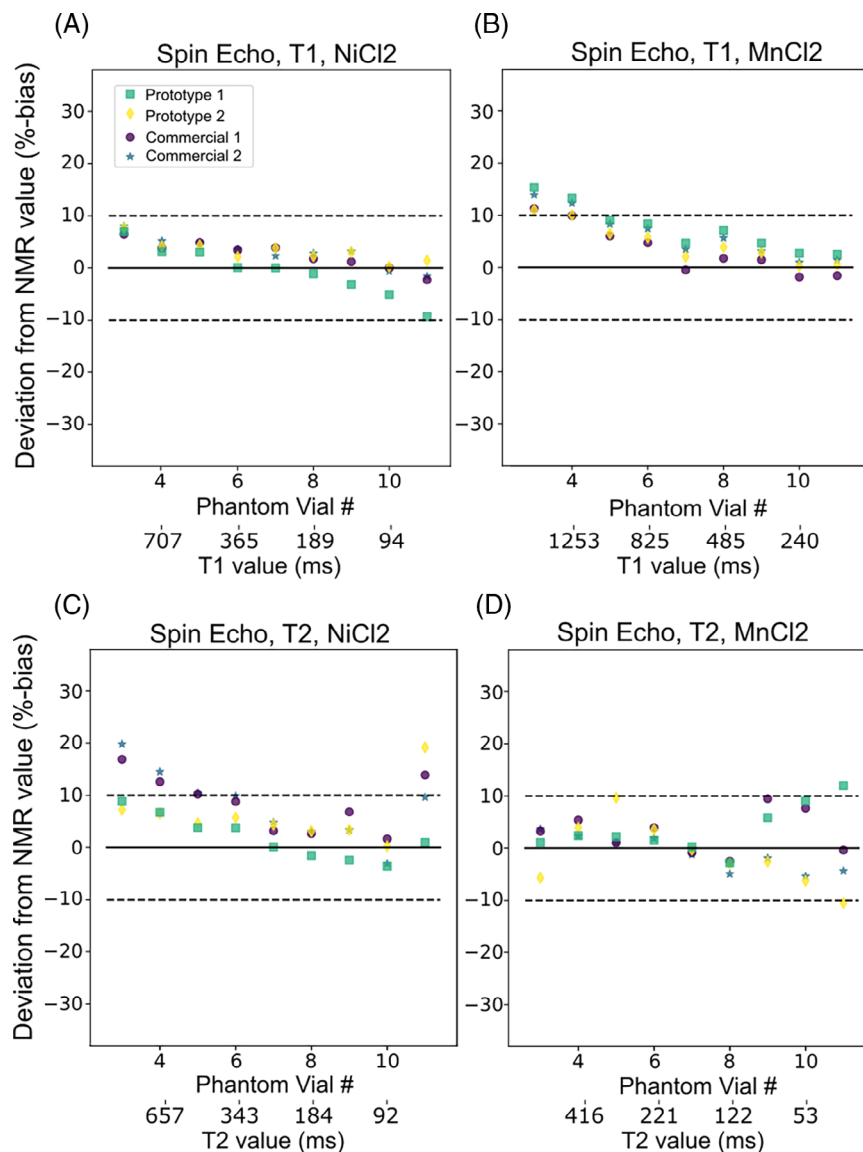 (A)
Spin Echo, T1, NiCl2
Deviation from NMR value (%-bias)
30
20
10
0
−10
−20
−30
Prototype 1
Prototype 2
Commercial 1
Commercial 2
4 6 8 10
Phantom Vial #
707 365 189 94
T1 value (ms)
(B)
Spin Echo, T1, MnCl2
30
20
10
0
−10
−20
−30
4 6 8 10
Phantom Vial #
1253 825 485 240
T1 value (ms)
(C)
Spin Echo, T2, NiCl2
Deviation from NMR value (%-bias)
30
20
10
0
−10
−20
−30
4 6 8 10
Phantom Vial #
657 343 184 92
T2 value (ms)
(D)
Spin Echo, T2, MnCl2
30
20
10
0
−10
−20
−30
4 6 8 10
Phantom Vial #
416 221 122 53
T2 value (ms)